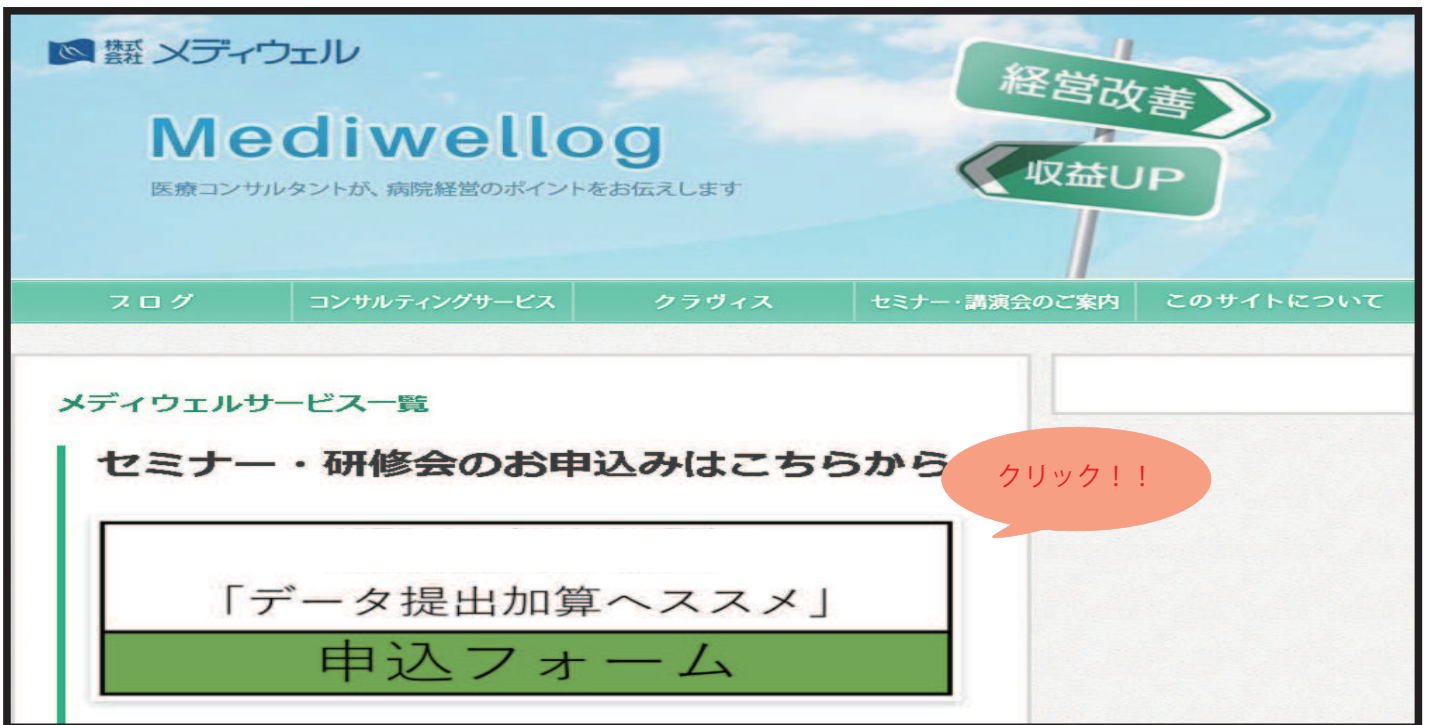 株式会社 メディウェル
経営改善
Mediwellog
収益UP
医療コンサルタントが、病院経営のポイントをお伝えします
ブログ コンサルティングサービス クラヴィス セミナー・講演会のご案内 このサイトについて
メディウェルサービス一覧
セミナー・研修会のお申込みはこちらから
クリック！！
「データ提出加算へススメ」
申込フォーム